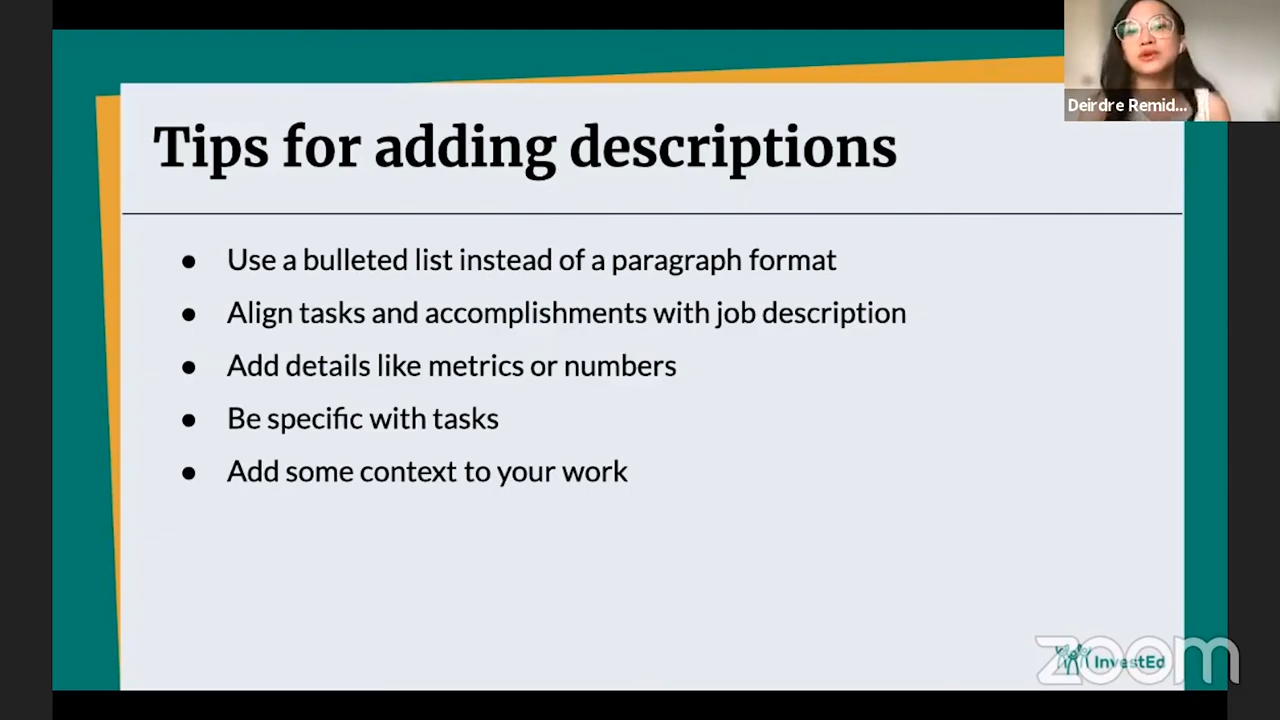 Tips for adding descriptions
Deirdre Remid...
● Use a bulleted list instead of a paragraph format
● Align tasks and accomplishments with job description
● Add details like metrics or numbers
● Be specific with tasks
● Add some context to your work
InvestEd
zoom